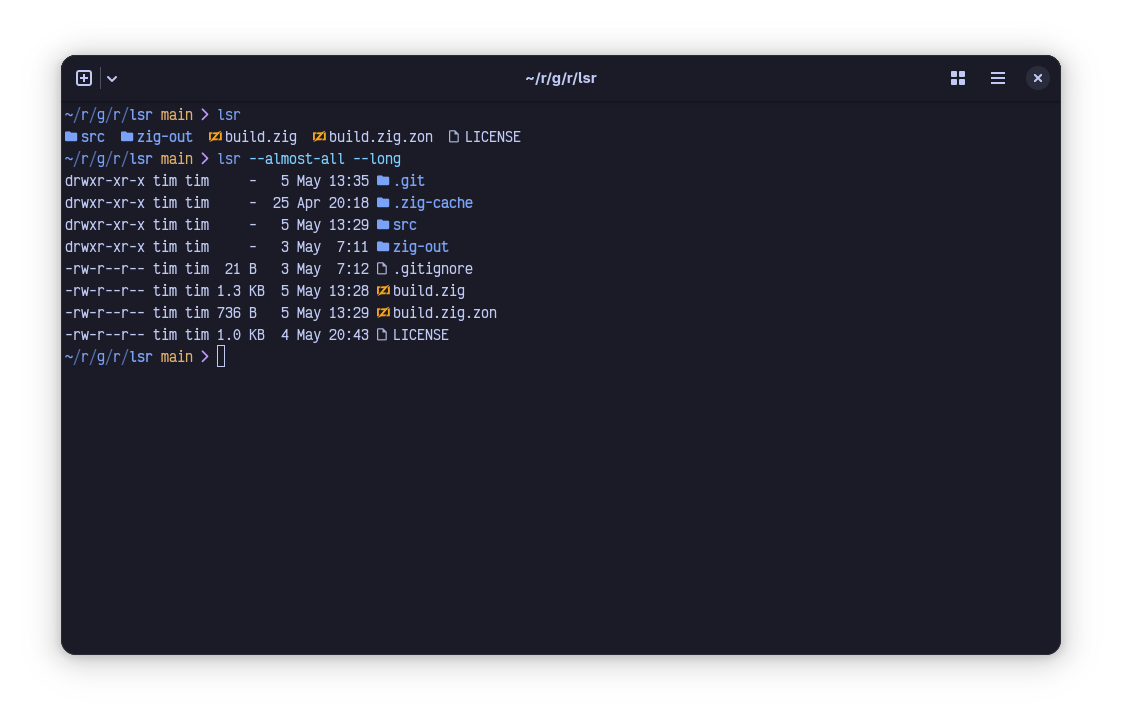 ~/r/g/r/lsr
~/r/g/r/lsr main > lsr
src  zig-out  build.zig  build.zig.zon  LICENSE
~/r/g/r/lsr main > lsr --almost-all --long
drwxr-xr-x tim tim     -   5 May 13:35 .git
drwxr-xr-x tim tim     -  25 Apr 20:18 .zig-cache
drwxr-xr-x tim tim     -   5 May 13:29 src
drwxr-xr-x tim tim     -   3 May  7:11 zig-out
-rw-r--r-- tim tim  21 B   3 May  7:12 .gitignore
-rw-r--r-- tim tim 1.3 KB  5 May 13:28 build.zig
-rw-r--r-- tim tim 736 B   5 May 13:29 build.zig.zon
-rw-r--r-- tim tim 1.0 KB  4 May 20:43 LICENSE
~/r/g/r/lsr main >